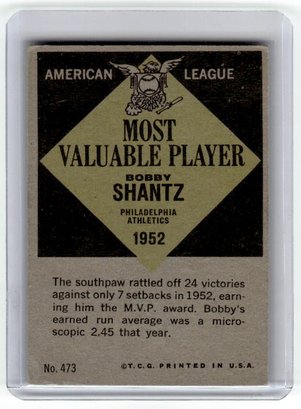 AMERICAN LEAGUE
MOST
VALUABLE PLAYER
BOBBY
SHANTZ
PHILADELPHIA
ATHLETICS
1952
The southpaw rattled off 24 victories
against only 7 setbacks in 1952, earn-
ing him the M.V.P. award. Bobby's
earned run average was a micro-
scopic 2.45 that year.
No. 473 ©T.C.G. PRINTED IN U.S.A.